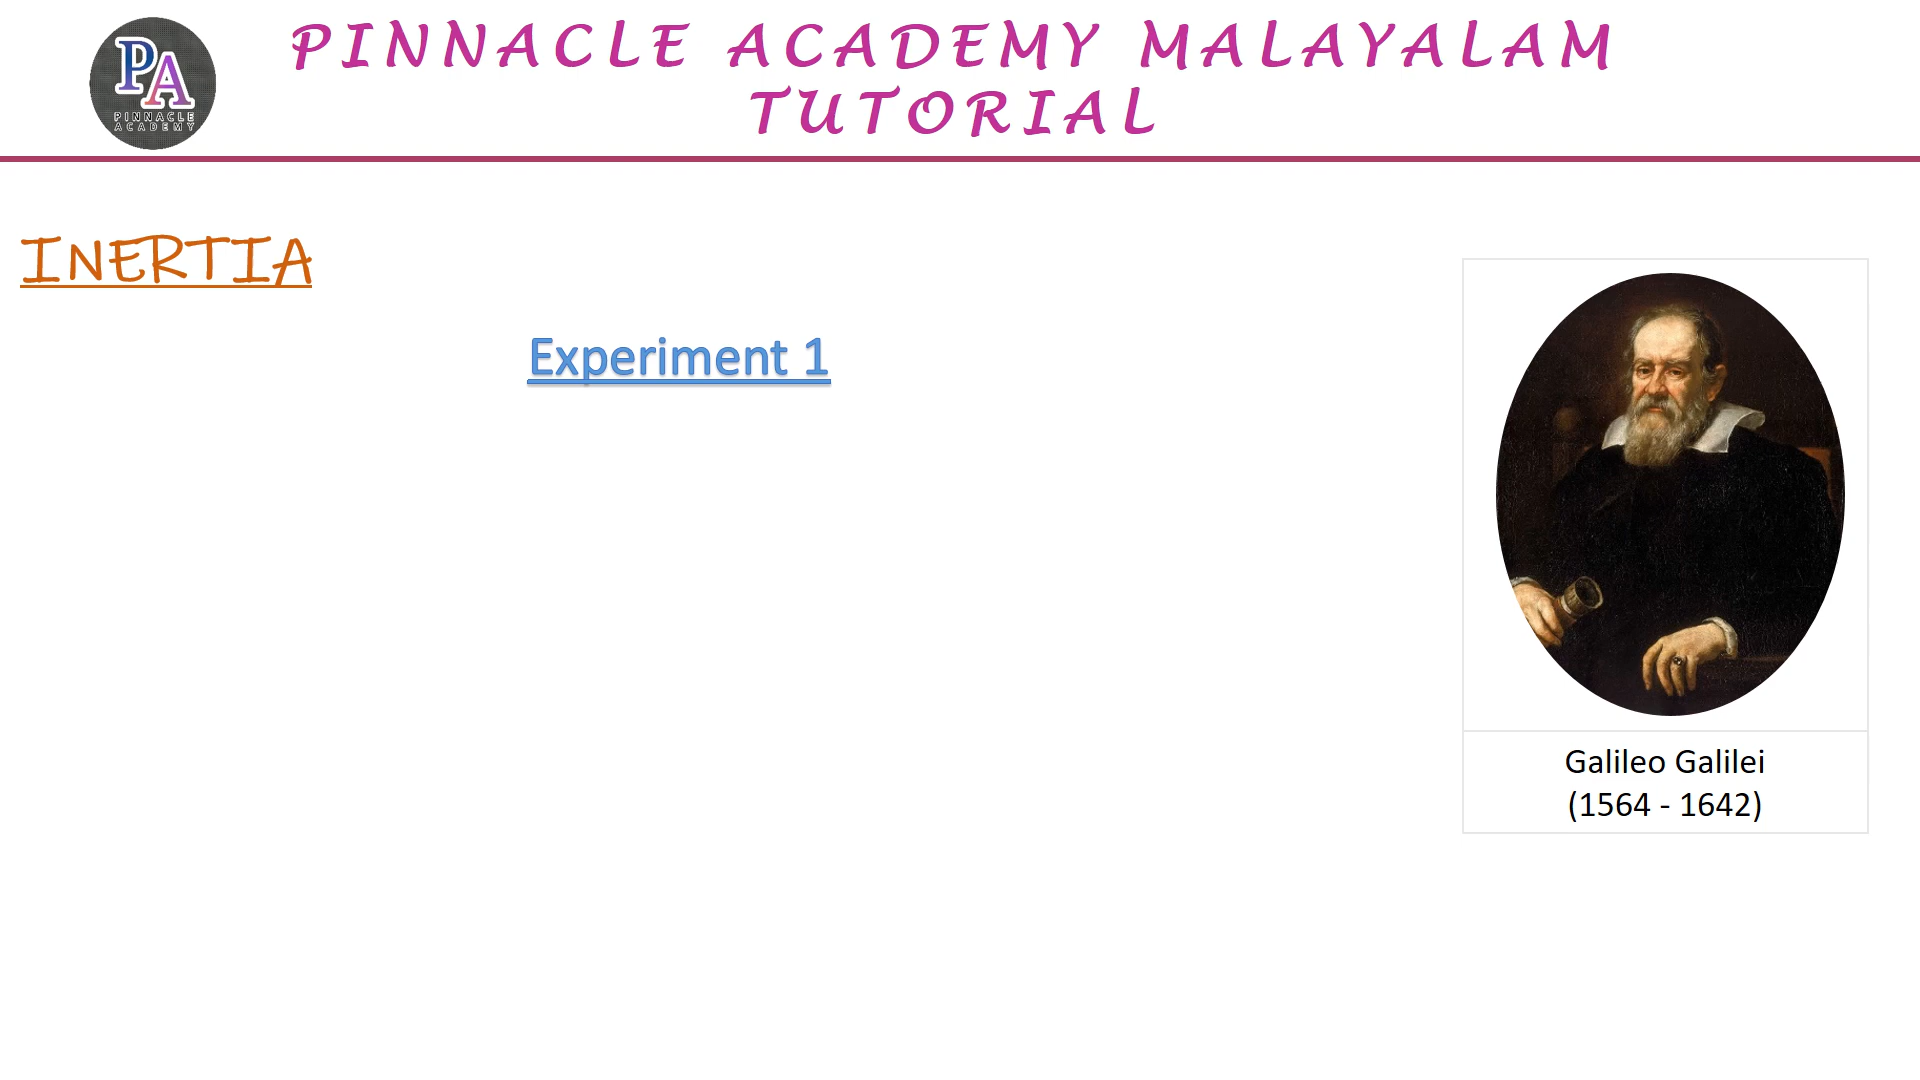 PA
PINNACLE
ACADEMY
PINNACLE ACADEMY MALAYALAM
TUTORIAL
INERTIA
Experiment 1
Galileo Galilei
(1564 - 1642)